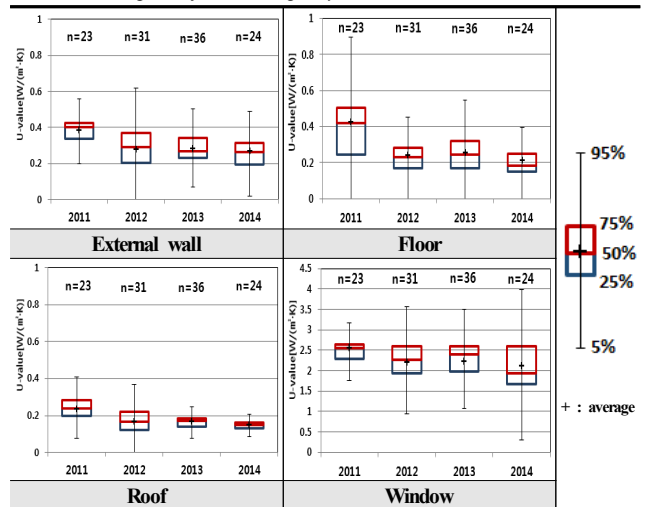 n=23 n=31 n=36 n=24
U-value[W/(m²·K)]
1
0.8
0.6
0.4
0.2
0
2011 2012 2013 2014
External wall
n=23 n=31 n=36 n=24
U-value[W/(m²·K)]
1
0.8
0.6
0.4
0.2
0
2011 2012 2013 2014
Floor
n=23 n=31 n=36 n=24
U-value[W/(m²·K)]
1
0.8
0.6
0.4
0.2
0
2011 2012 2013 2014
Roof
n=23 n=31 n=36 n=24
U-value[W/(m²·K)]
4.5
4
3.5
3
2.5
2
1.5
1
0.5
0
2011 2012 2013 2014
Window
95%
75%
50%
25%
5%
+ : average